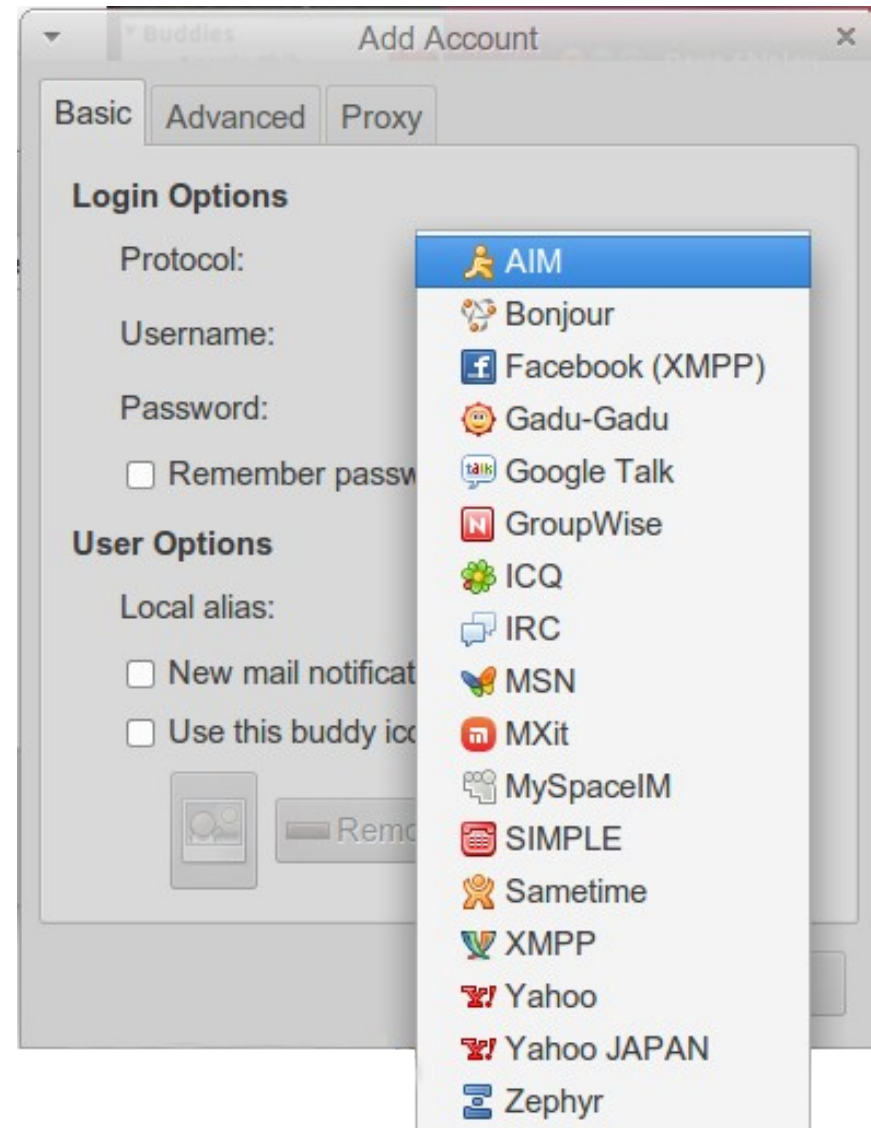 Buddies
Add Account
Basic Advanced Proxy
Login Options
Protocol:
Username:
Password:
Remember passw
User Options
Local alias:
New mail notificat
Use this buddy ico
Remo
AIM
Bonjour
Facebook (XMPP)
Gadu-Gadu
talk Google Talk
GroupWise
ICQ
IRC
MSN
MXit
MySpaceIM
SIMPLE
Sametime
XMPP
Yahoo
Yahoo JAPAN
Zephyr